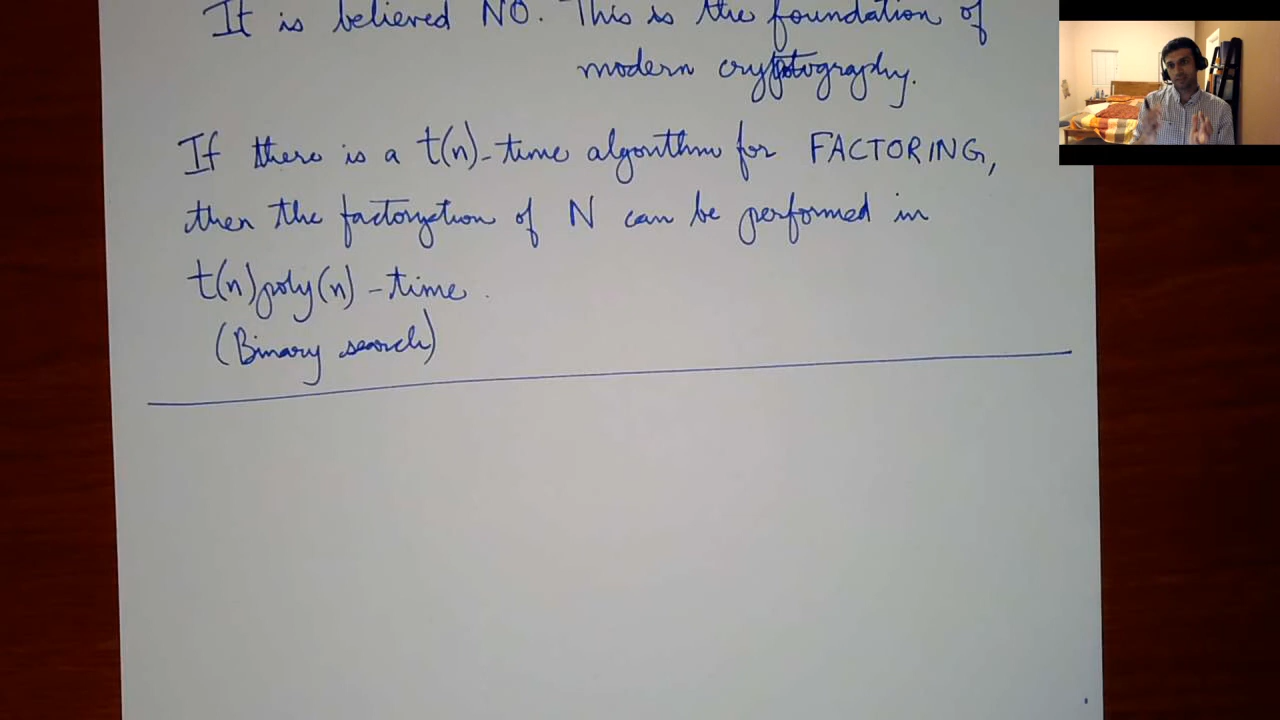 It is believed NO. This is the foundation of
modern cryptography.
If there is a t(n)-time algorithm for FACTORING,
then the factorization of N can be performed in
t(n)poly(n)-time.
(Binary search)